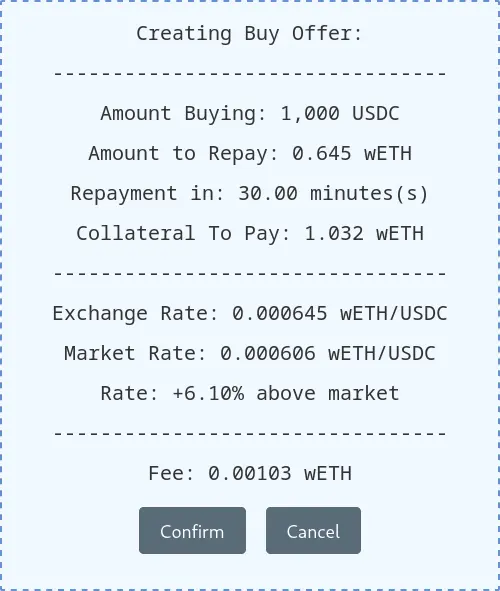 Creating Buy Offer:
---------------------------------
Amount Buying: 1,000 USDC
Amount to Repay: 0.645 wETH
Repayment in: 30.00 minutes(s)
Collateral To Pay: 1.032 wETH
---------------------------------
Exchange Rate: 0.000645 wETH/USDC
Market Rate: 0.000606 wETH/USDC
Rate: +6.10% above market
---------------------------------
Fee: 0.00103 wETH
Confirm Cancel